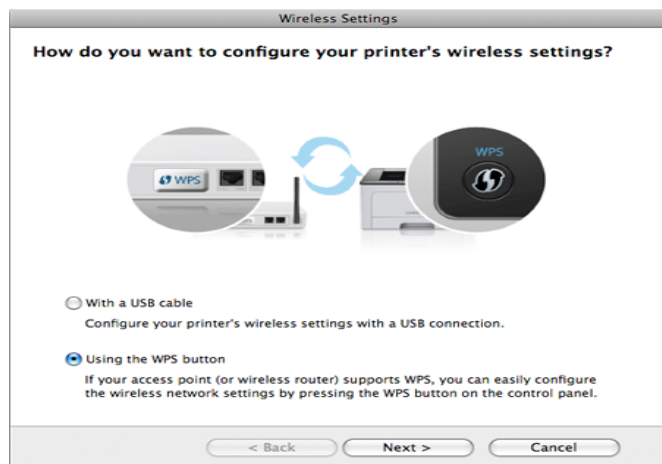 Wireless Settings
How do you want to configure your printer's wireless settings?
WPS
WPS
With a USB cable
Configure your printer's wireless settings with a USB connection.
Using the WPS button
If your access point (or wireless router) supports WPS, you can easily configure
the wireless network settings by pressing the WPS button on the control panel.
< Back
Next >
Cancel